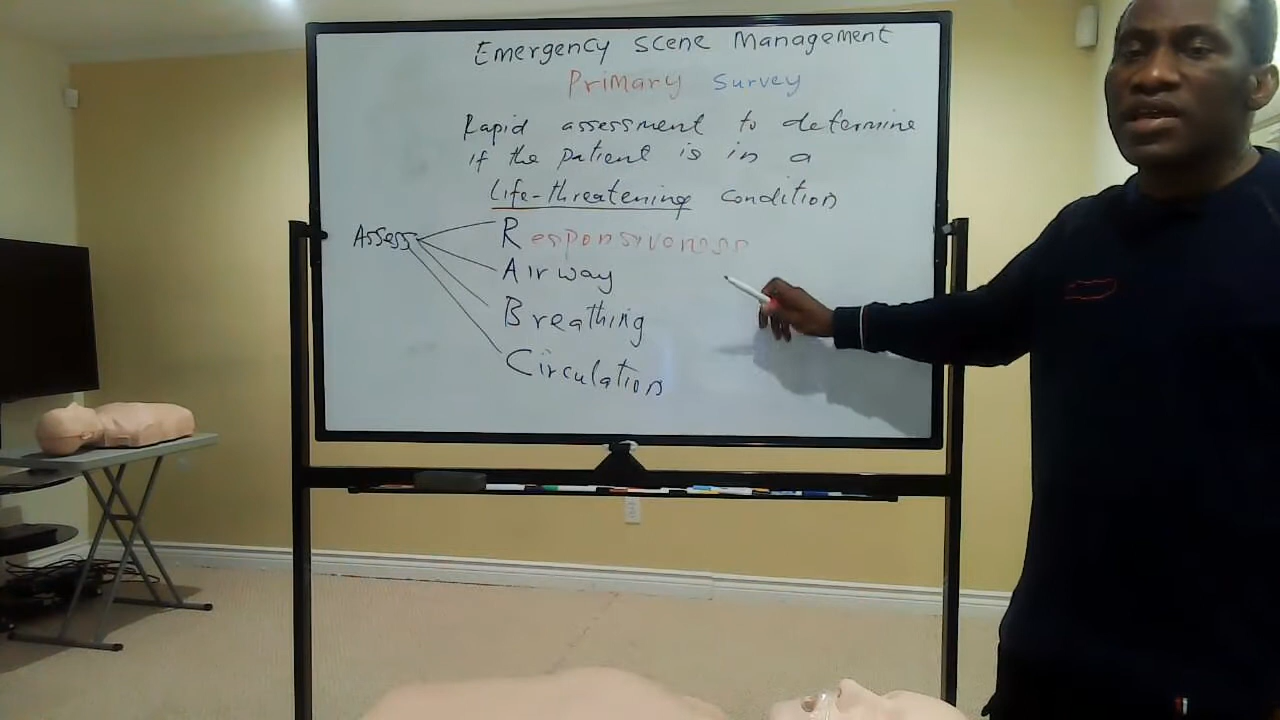 Emergency Scene Management
Primary Survey
Rapid assessment to determine
if the patient is in a
Life-threatening condition
Assess
Responsiveness
Airway
Breathing
Circulation